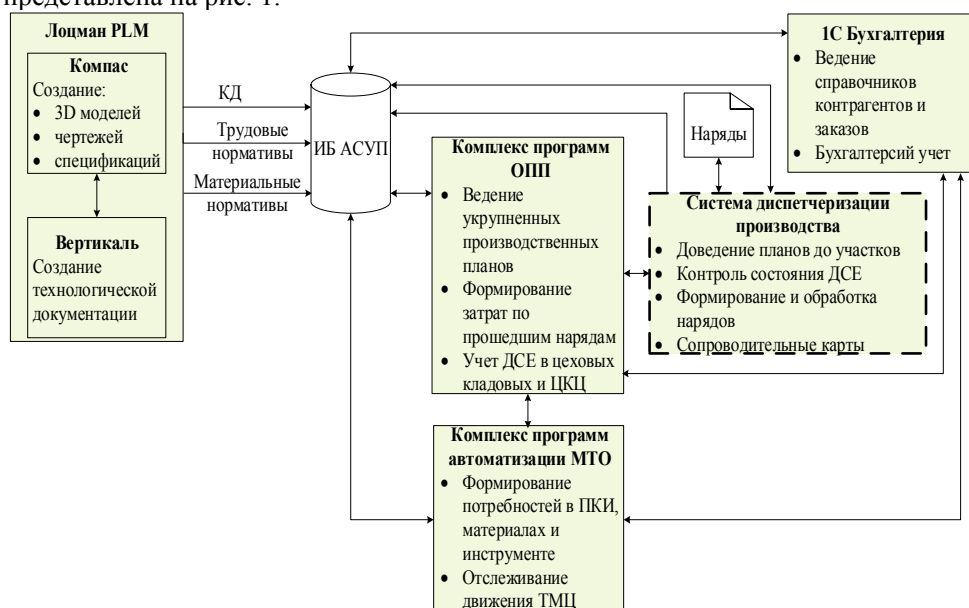 представлена на рис. 1.
Лоцман PLM
Компас
Создание:
• 3D моделей
• чертежей
• спецификаций
Вертикаль
Создание
технологической
документации
КД
Трудовые
нормативы
Материальные
нормативы
ИБ АСУП
Комплекс программ
ОПП
• Ведение
укрупненных
производственных
планов
• Формирование
затрат по
прошедшим нарядам
• Учет ДСЕ в цеховых
кладовых и ЦКЦ
Наряды
1С Бухгалтерия
• Ведение
справочников
контрагентов и
заказов
• Бухгалтерсий учет
Система диспетчеризации
производства
• Доведение планов до участков
• Контроль состояния ДСЕ
• Формирование и обработка
нарядов
• Сопроводительные карты
Комплекс программ
автоматизации МТО
• Формирование
потребностей в ПКИ,
материалах и
инструменте
• Отслеживание
движения ТМЦ